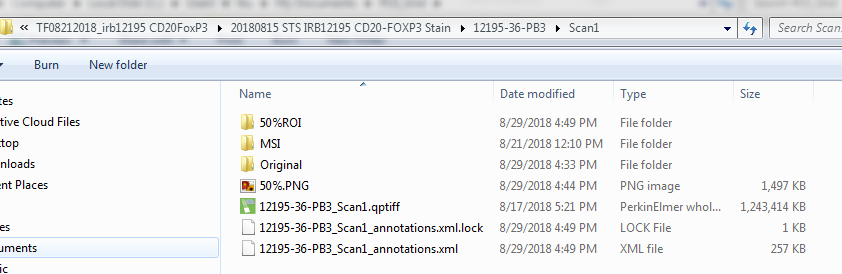 « TF08212018_irb12195 CD20FoxP3 ▸ 20180815 STS IRB12195 CD20-FOXP3 Stain ▸ 12195-36-PB3 ▸ Scan1 Search Scan
Burn New folder
Name Date modified Type Size
tes
tive Cloud Files
ktop
wnloads
ent Places
es
uments
ic
50%ROI 8/29/2018 4:49 PM File folder
MSI 8/21/2018 12:10 PM File folder
Original 8/29/2018 4:33 PM File folder
50%.PNG 8/29/2018 4:44 PM PNG image 1,497 KB
12195-36-PB3_Scan1.qptiff 8/17/2018 5:21 PM PerkinElmer whol... 1,243,414 KB
12195-36-PB3_Scan1_annotations.xml.lock 8/29/2018 4:49 PM LOCK File 1 KB
12195-36-PB3_Scan1_annotations.xml 8/29/2018 4:49 PM XML file 257 KB